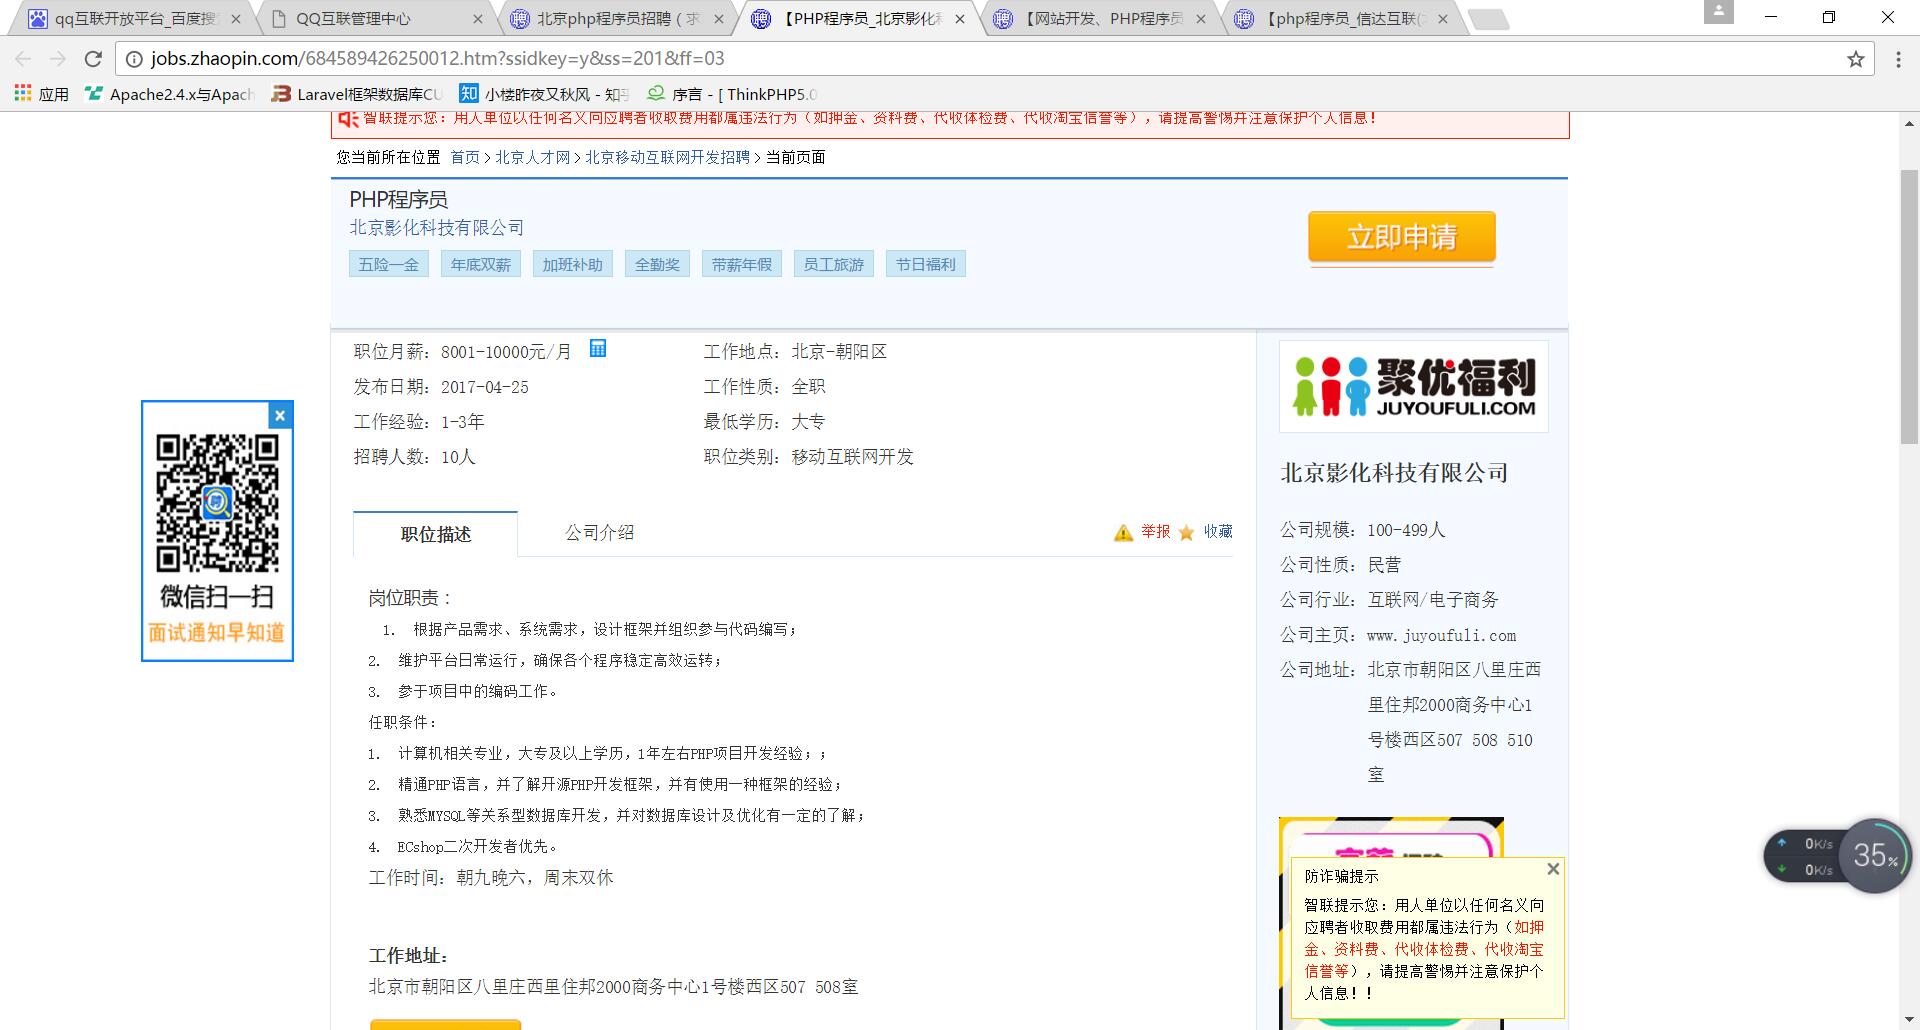 qq互联开放平台_百度搜
QQ互联管理中心
北京php程序员招聘（求
【PHP程序员_北京影化科
【网站开发、PHP程序员
【php程序员_信达互联(
jobs.zhaopin.com/684589426250012.htm?ssidkey=y&ss=201&ff=03
应用
Apache2.4.x与Apach
Laravel框架数据库CU
知 小楼昨夜又秋风 - 知乎
序言 - [ ThinkPHP5.0
智联提示您：用人单位以任何名义向应聘者收取费用都属违法行为（如押金、资料费、代收体检费、代收淘宝信誉等），请提高警惕并注意保护个人信息！
您当前所在位置 首页 > 北京人才网 > 北京移动互联网开发招聘 > 当前页面
PHP程序员
北京影化科技有限公司
五险一金 年底双薪 加班补助 全勤奖 带薪年假 员工旅游 节日福利
立即申请
职位月薪：8001-10000元/月
工作地点：北京-朝阳区
发布日期：2017-04-25
工作性质：全职
工作经验：1-3年
最低学历：大专
招聘人数：10人
职位类别：移动互联网开发
职位描述
公司介绍
举报
收藏
岗位职责：
1. 根据产品需求、系统需求，设计框架并组织参与代码编写；
2. 维护平台日常运行，确保各个程序稳定高效运转；
3. 参于项目中的编码工作。
任职条件：
1. 计算机相关专业，大专及以上学历，1年左右PHP项目开发经验；；
2. 精通PHP语言，并了解开源PHP开发框架，并有使用一种框架的经验；
3. 熟悉MYSQL等关系型数据库开发，并对数据库设计及优化有一定的了解；
4. ECshop二次开发者优先。
工作时间：朝九晚六，周末双休
工作地址：
北京市朝阳区八里庄西里住邦2000商务中心1号楼西区507 508室
微信扫一扫
面试通知早知道
聚优福利
JUYOUFULI.COM
北京影化科技有限公司
公司规模：100-499人
公司性质：民营
公司行业：互联网/电子商务
公司主页：www.juyoufuli.com
公司地址：北京市朝阳区八里庄西
里住邦2000商务中心1
号楼西区507 508 510
室
防诈骗提示
智联提示您：用人单位以任何名义向
应聘者收取费用都属违法行为（如押
金、资料费、代收体检费、代收淘宝
信誉等），请提高警惕并注意保护个
人信息！！
0K/s
0K/s
35%